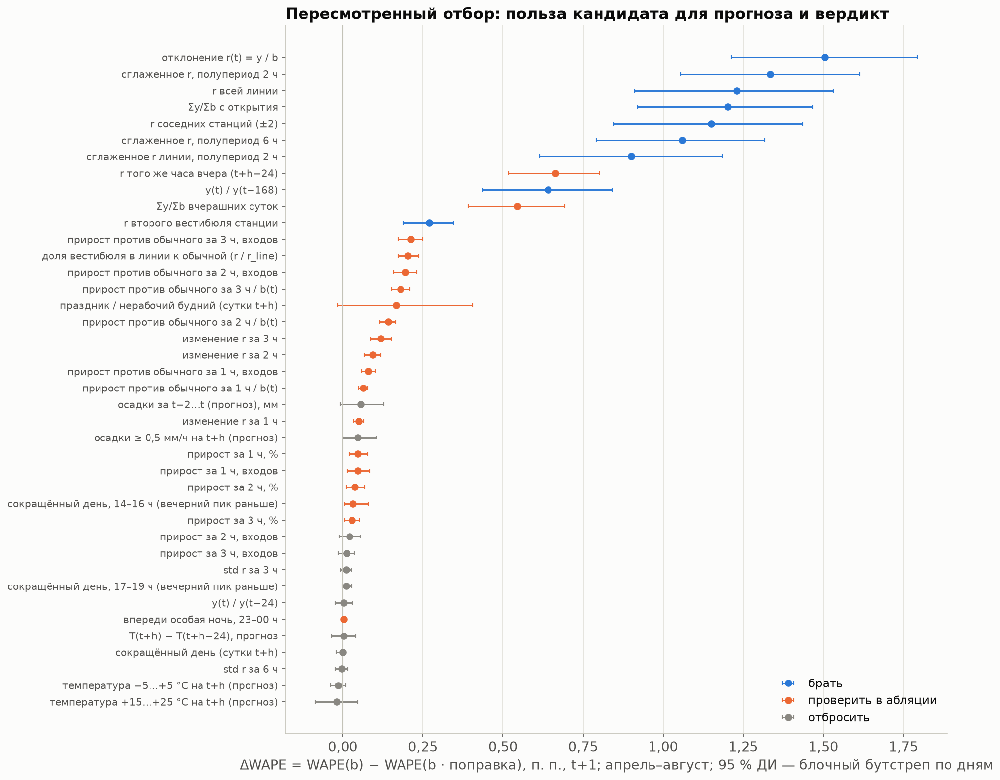 Пересмотренный отбор: польза кандидата для прогноза и вердикт
отклонение r(t) = y / b
сглаженное r, полупериод 2 ч
r всей линии
Σy/Σb с открытия
r соседних станций (±2)
сглаженное r, полупериод 6 ч
сглаженное r линии, полупериод 2 ч
r того же часа вчера (t+h−24)
y(t) / y(t−168)
Σy/Σb вчерашних суток
r второго вестибюля станции
прирост против обычного за 3 ч, входов
доля вестибюля в линии к обычной (r / r_line)
прирост против обычного за 2 ч, входов
прирост против обычного за 3 ч / b(t)
праздник / нерабочий будний (сутки t+h)
прирост против обычного за 2 ч / b(t)
изменение r за 3 ч
изменение r за 2 ч
прирост против обычного за 1 ч, входов
прирост против обычного за 1 ч / b(t)
осадки за t−2…t (прогноз), мм
изменение r за 1 ч
осадки ≥ 0,5 мм/ч на t+h (прогноз)
прирост за 1 ч, %
прирост за 1 ч, входов
прирост за 2 ч, %
сокращённый день, 14–16 ч (вечерний пик раньше)
прирост за 3 ч, %
прирост за 2 ч, входов
прирост за 3 ч, входов
std r за 3 ч
сокращённый день, 17–19 ч (вечерний пик раньше)
y(t) / y(t−24)
впереди особая ночь, 23–00 ч
T(t+h) − T(t+h−24), прогноз
сокращённый день (сутки t+h)
std r за 6 ч
температура −5…+5 °C на t+h (прогноз)
температура +15…+25 °C на t+h (прогноз)
брать
проверить в абляции
отбросить
0,00 0,25 0,50 0,75 1,00 1,25 1,50 1,75
ΔWAPE = WAPE(b) − WAPE(b · поправка), п. п., t+1; апрель–август; 95 % ДИ — блочный бутстреп по дням